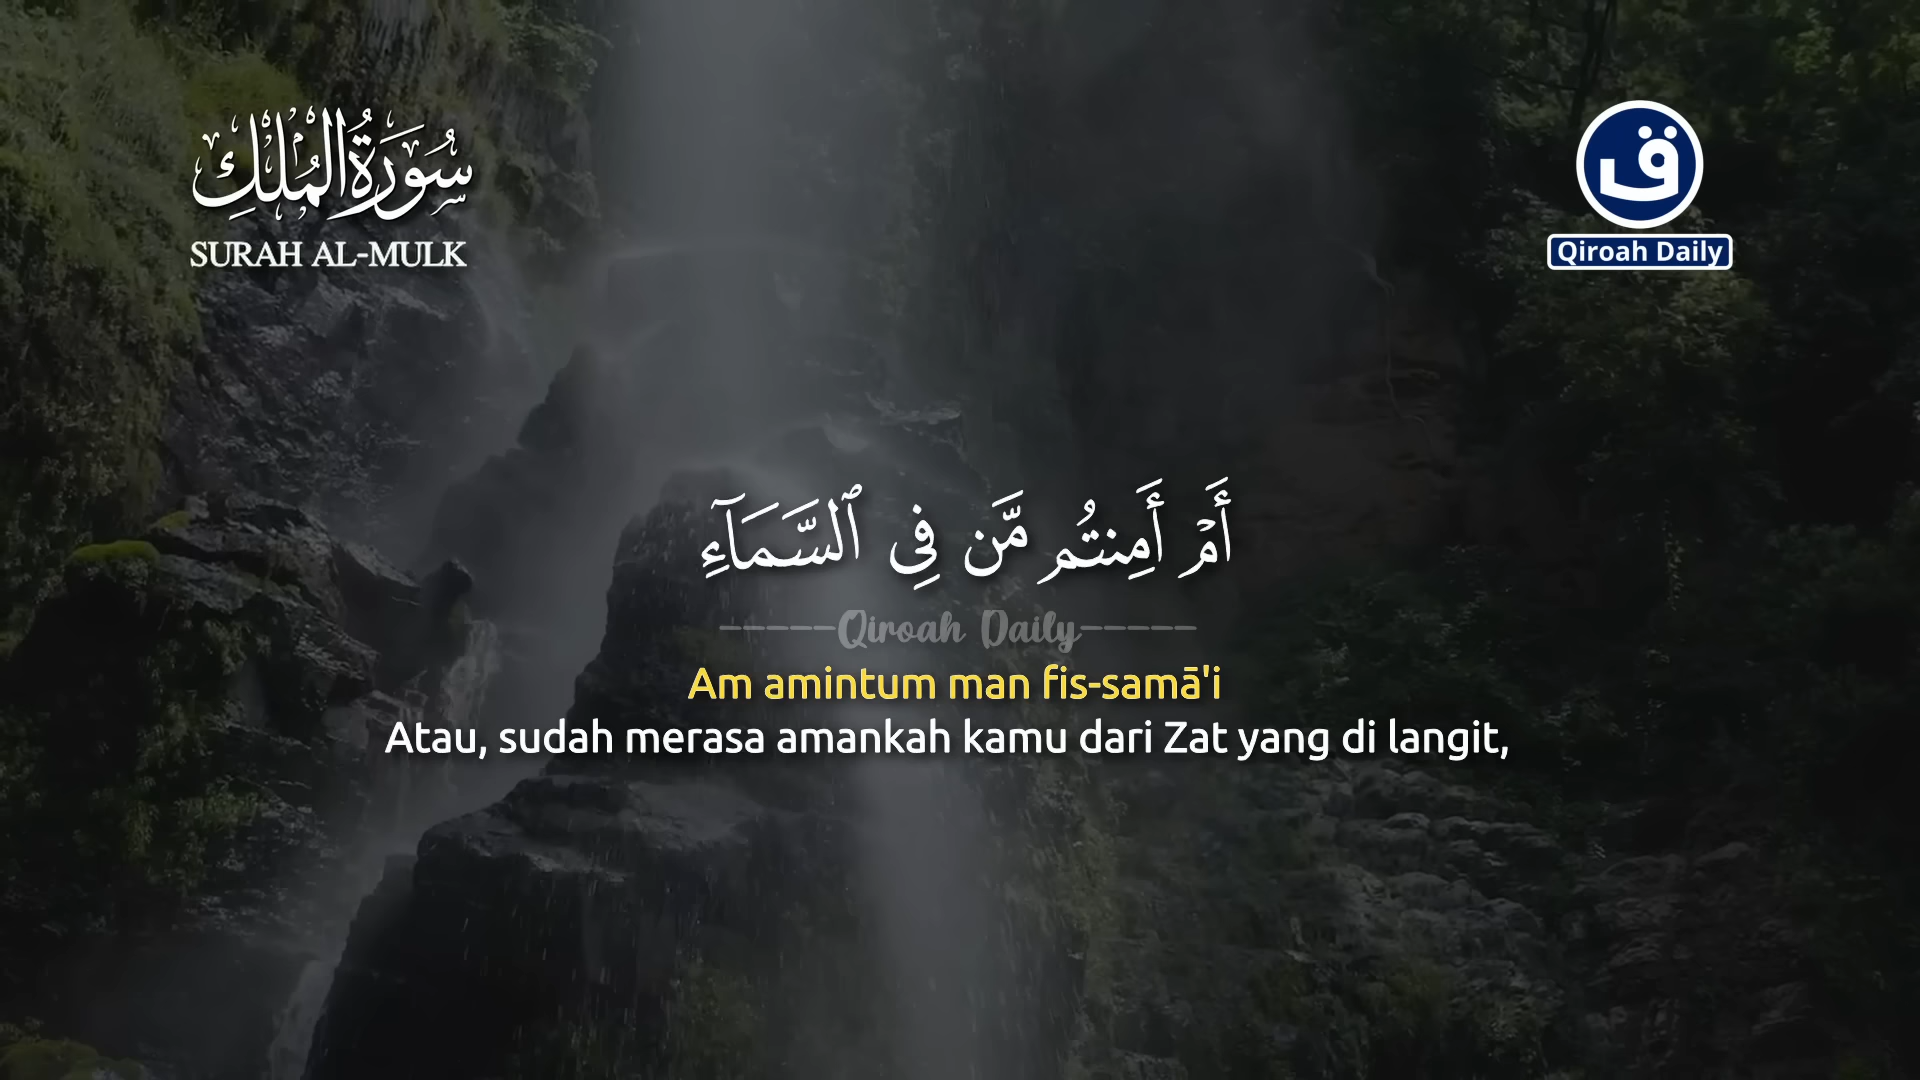 سُورَةُ الْمُلْكِ
SURAH AL-MULK
ق
Qiroah Daily
أَمْ أَمِنتُم مَّن فِي ٱلسَّمَآءِ
-----Qiroah Daily-----
Am amintum man fis-samā'i
Atau, sudah merasa amankah kamu dari Zat yang di langit,